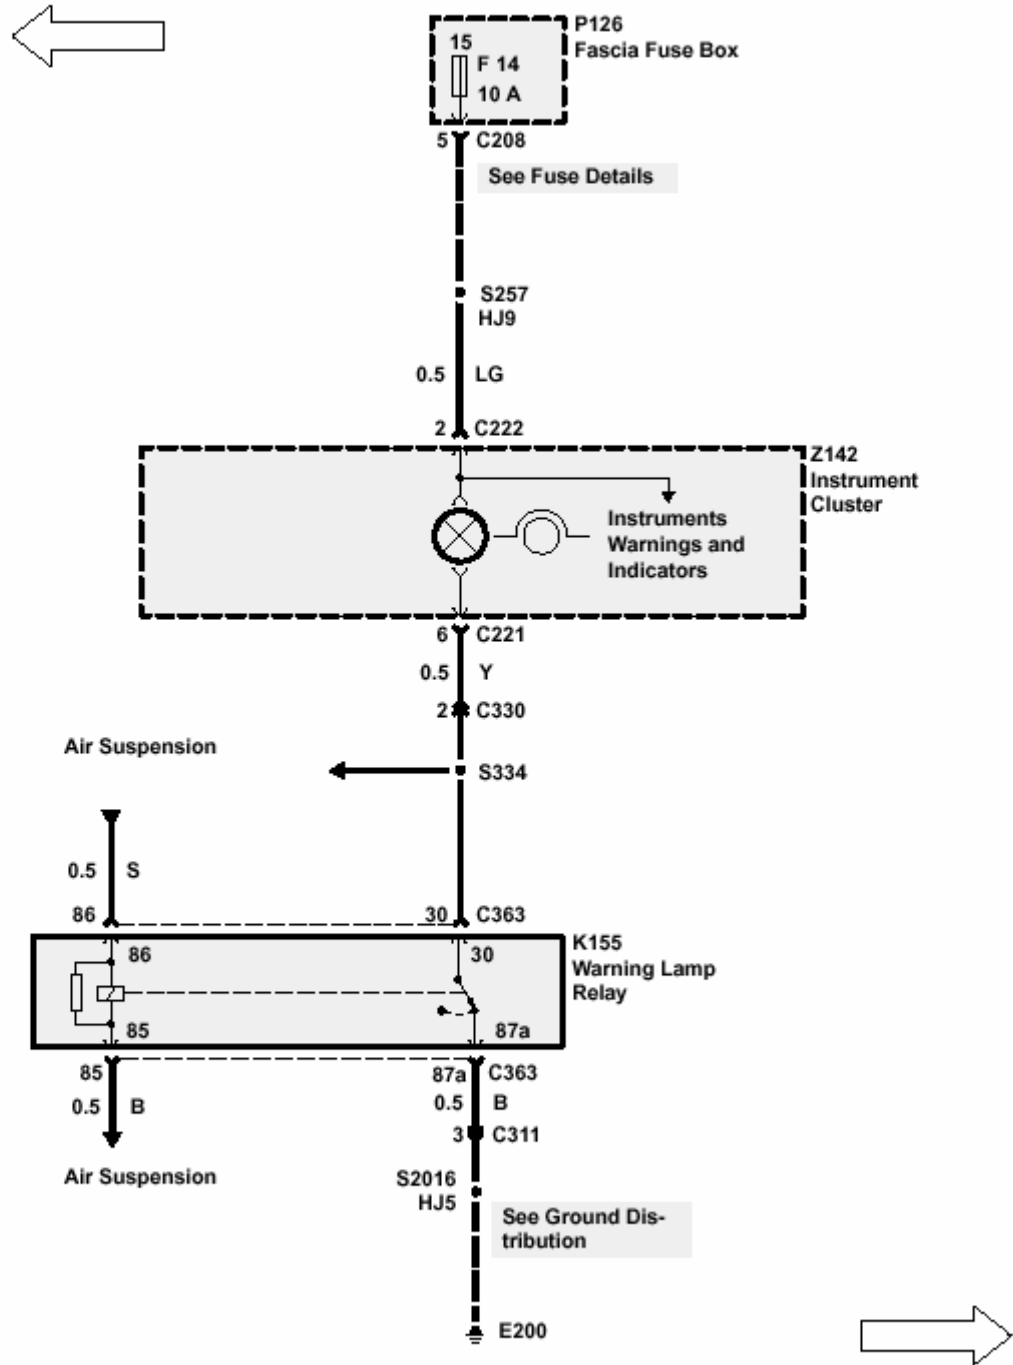 P126
Fascia Fuse Box
15
F 14
10 A
5 C208
See Fuse Details
S257
HJ9
0.5 LG
2 C222
Z142
Instrument
Cluster
Instruments
Warnings and
Indicators
6 C221
0.5 Y
2 C330
Air Suspension
S334
0.5 S
86 30 C363
K155
Warning Lamp
Relay
86 30
85 87a
85 87a C363
0.5 B 0.5 B
3 C311
Air Suspension
S2016
HJ5
See Ground Dis-
tribution
E200